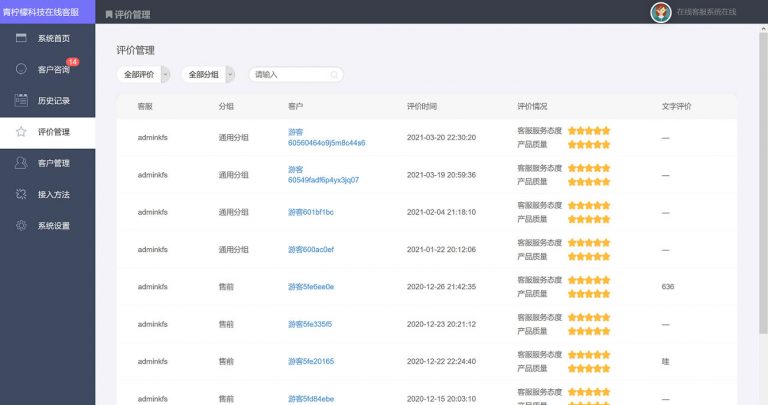 青柠檬科技在线客服
评价管理
在线客服系统在线
系统首页
客户咨询
14
历史记录
评价管理
客户管理
接入方法
系统设置
评价管理
全部评价
全部分组
请输入
客服 分组 客户 评价时间 评价情况 文字评价
adminkfs 通用分组 游客 60560464o9j5m8c44s6 2021-03-20 22:30:20 客服服务态度 —
产品质量
adminkfs 通用分组 游客 60549fadf6p4yx3jq07 2021-03-19 20:59:36 客服服务态度 —
产品质量
adminkfs 通用分组 游客601bf1bc 2021-02-04 21:18:10 客服服务态度 —
产品质量
adminkfs 通用分组 游客600ac0ef 2021-01-22 20:12:06 客服服务态度 —
产品质量
adminkfs 售前 游客5fe6ee0e 2020-12-26 21:42:35 客服服务态度 636
产品质量
adminkfs 售前 游客5fe335f5 2020-12-23 20:21:12 客服服务态度 —
产品质量
adminkfs 售前 游客5fe20165 2020-12-22 22:24:40 客服服务态度 哇
产品质量
adminkfs 售前 游客5fd84ebe 2020-12-15 20:03:10 客服服务态度 —
产品质量